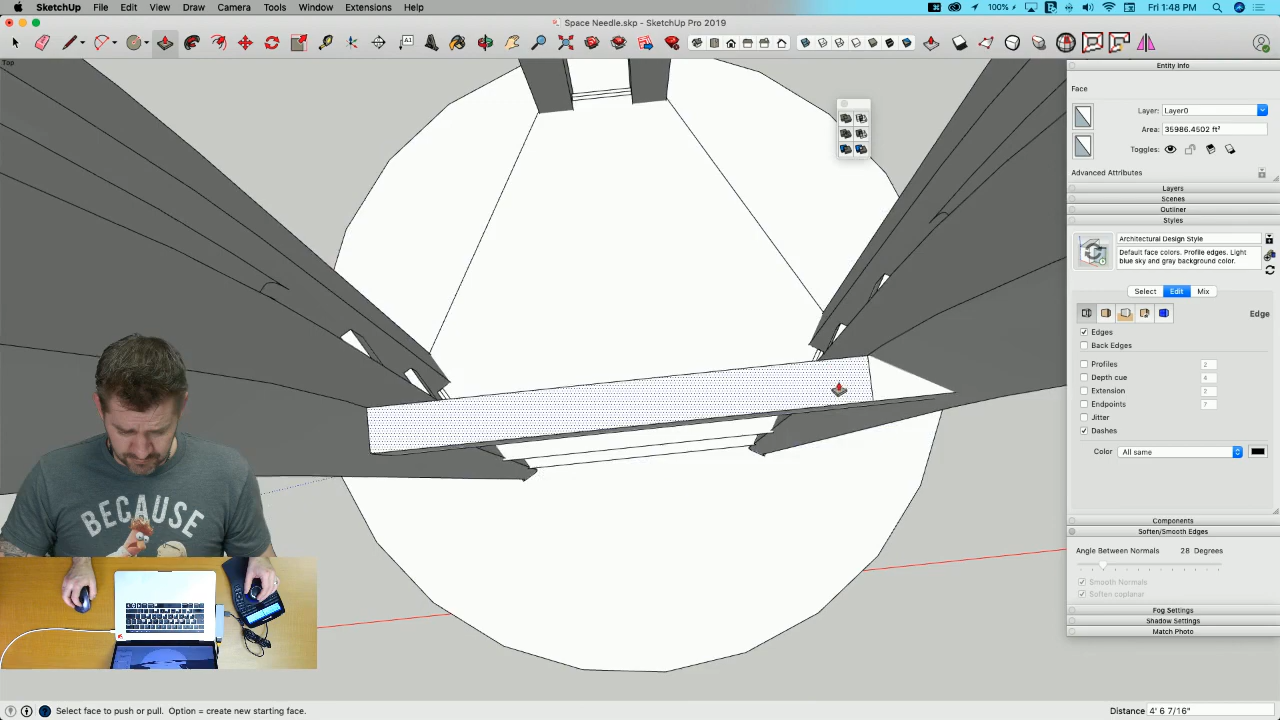 SketchUp File Edit View Draw Camera Tools Window Extensions Help
100% Fri 1:48 PM
Space Needle.skp - SketchUp Pro 2019
Top
Entity Info
Face
Layer: Layer0
Area: 35986.4502 ft²
Toggles:
Advanced Attributes
Layers
Scenes
Outliner
Styles
Architectural Design Style
Default face colors. Profile edges. Light
blue sky and gray background color.
Select Edit Mix
Edge
Edges
Back Edges
Profiles 2
Depth cue 4
Extension 2
Endpoints 7
Jitter
Dashes
Color All same
Components
Soften/Smooth Edges
Angle Between Normals 28 Degrees
Smooth Normals
Soften coplanar
Fog Settings
Shadow Settings
Match Photo
BECAUSE
Select face to push or pull. Option = create new starting face.
Distance 4' 6 7/16"